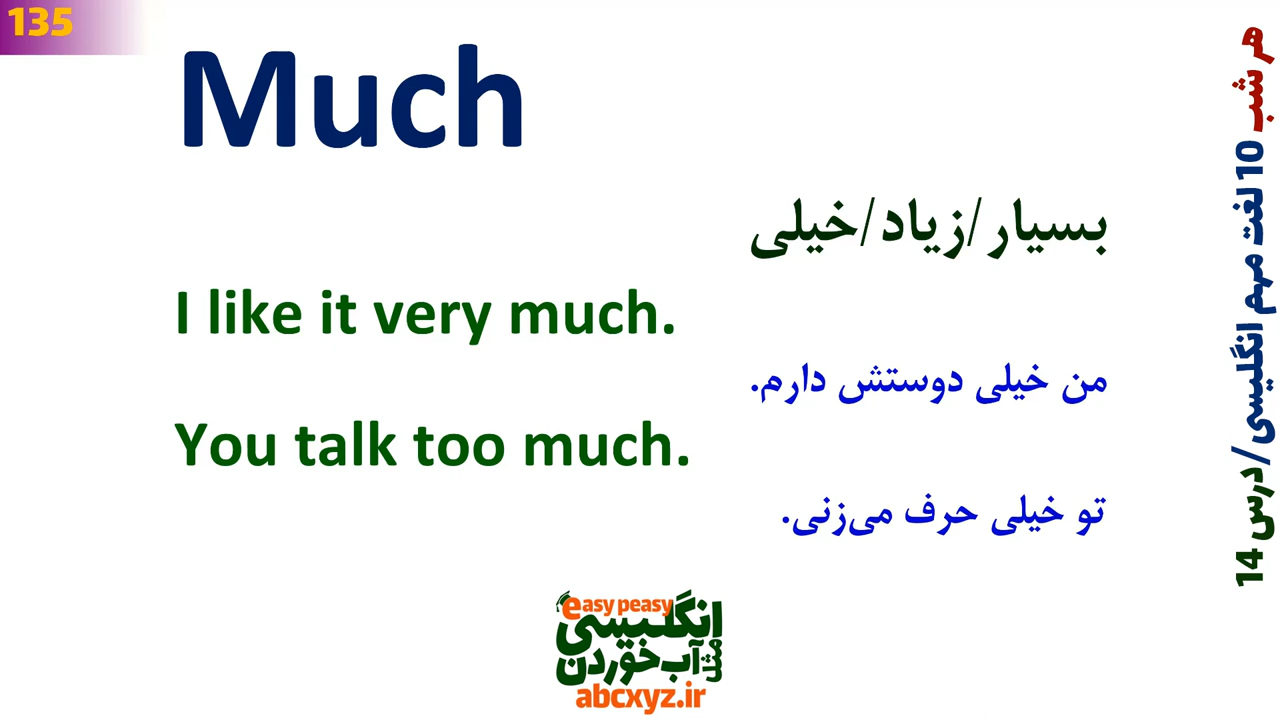 135
Much
بسیار/زیاد/خیلی
I like it very much.
من خیلی دوستش دارم.
You talk too much.
تو خیلی حرف می‌زنی.
هر شب 10 لغت مهم انگلیسی/درس 14
easy peasy
انگلیسی
مثل آب خوردن
abcxyz.ir